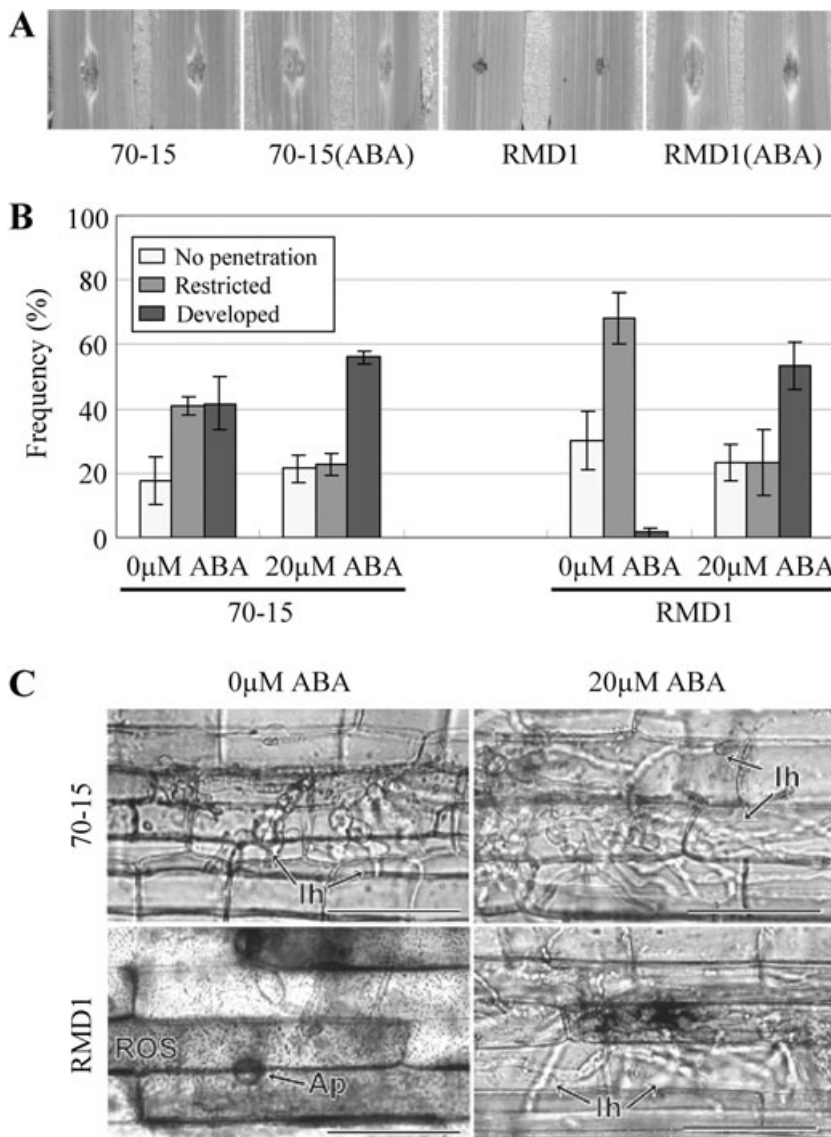 A
70-15
70-15(ABA)
RMD1
RMD1(ABA)
B
100
80
60
40
20
0
Frequency (%)
No penetration
Restricted
Developed
0µM ABA
20µM ABA
0µM ABA
20µM ABA
70-15
RMD1
C
0µM ABA
20µM ABA
70-15
Ih
Ih
Ih
RMD1
ROS
Ap
Ih